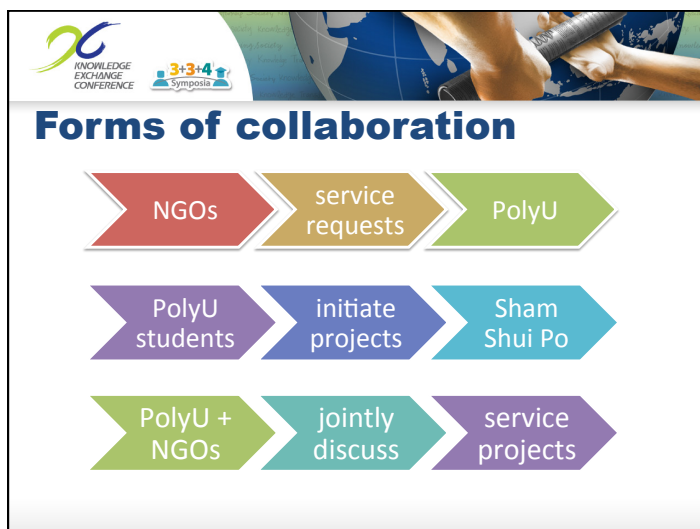 KNOWLEDGE
EXCHANGE
CONFERENCE
3+3+4
Symposia
Forms of collaboration
NGOs
service
requests
PolyU
PolyU
students
initiate
projects
Sham
Shui Po
PolyU +
NGOs
jointly
discuss
service
projects